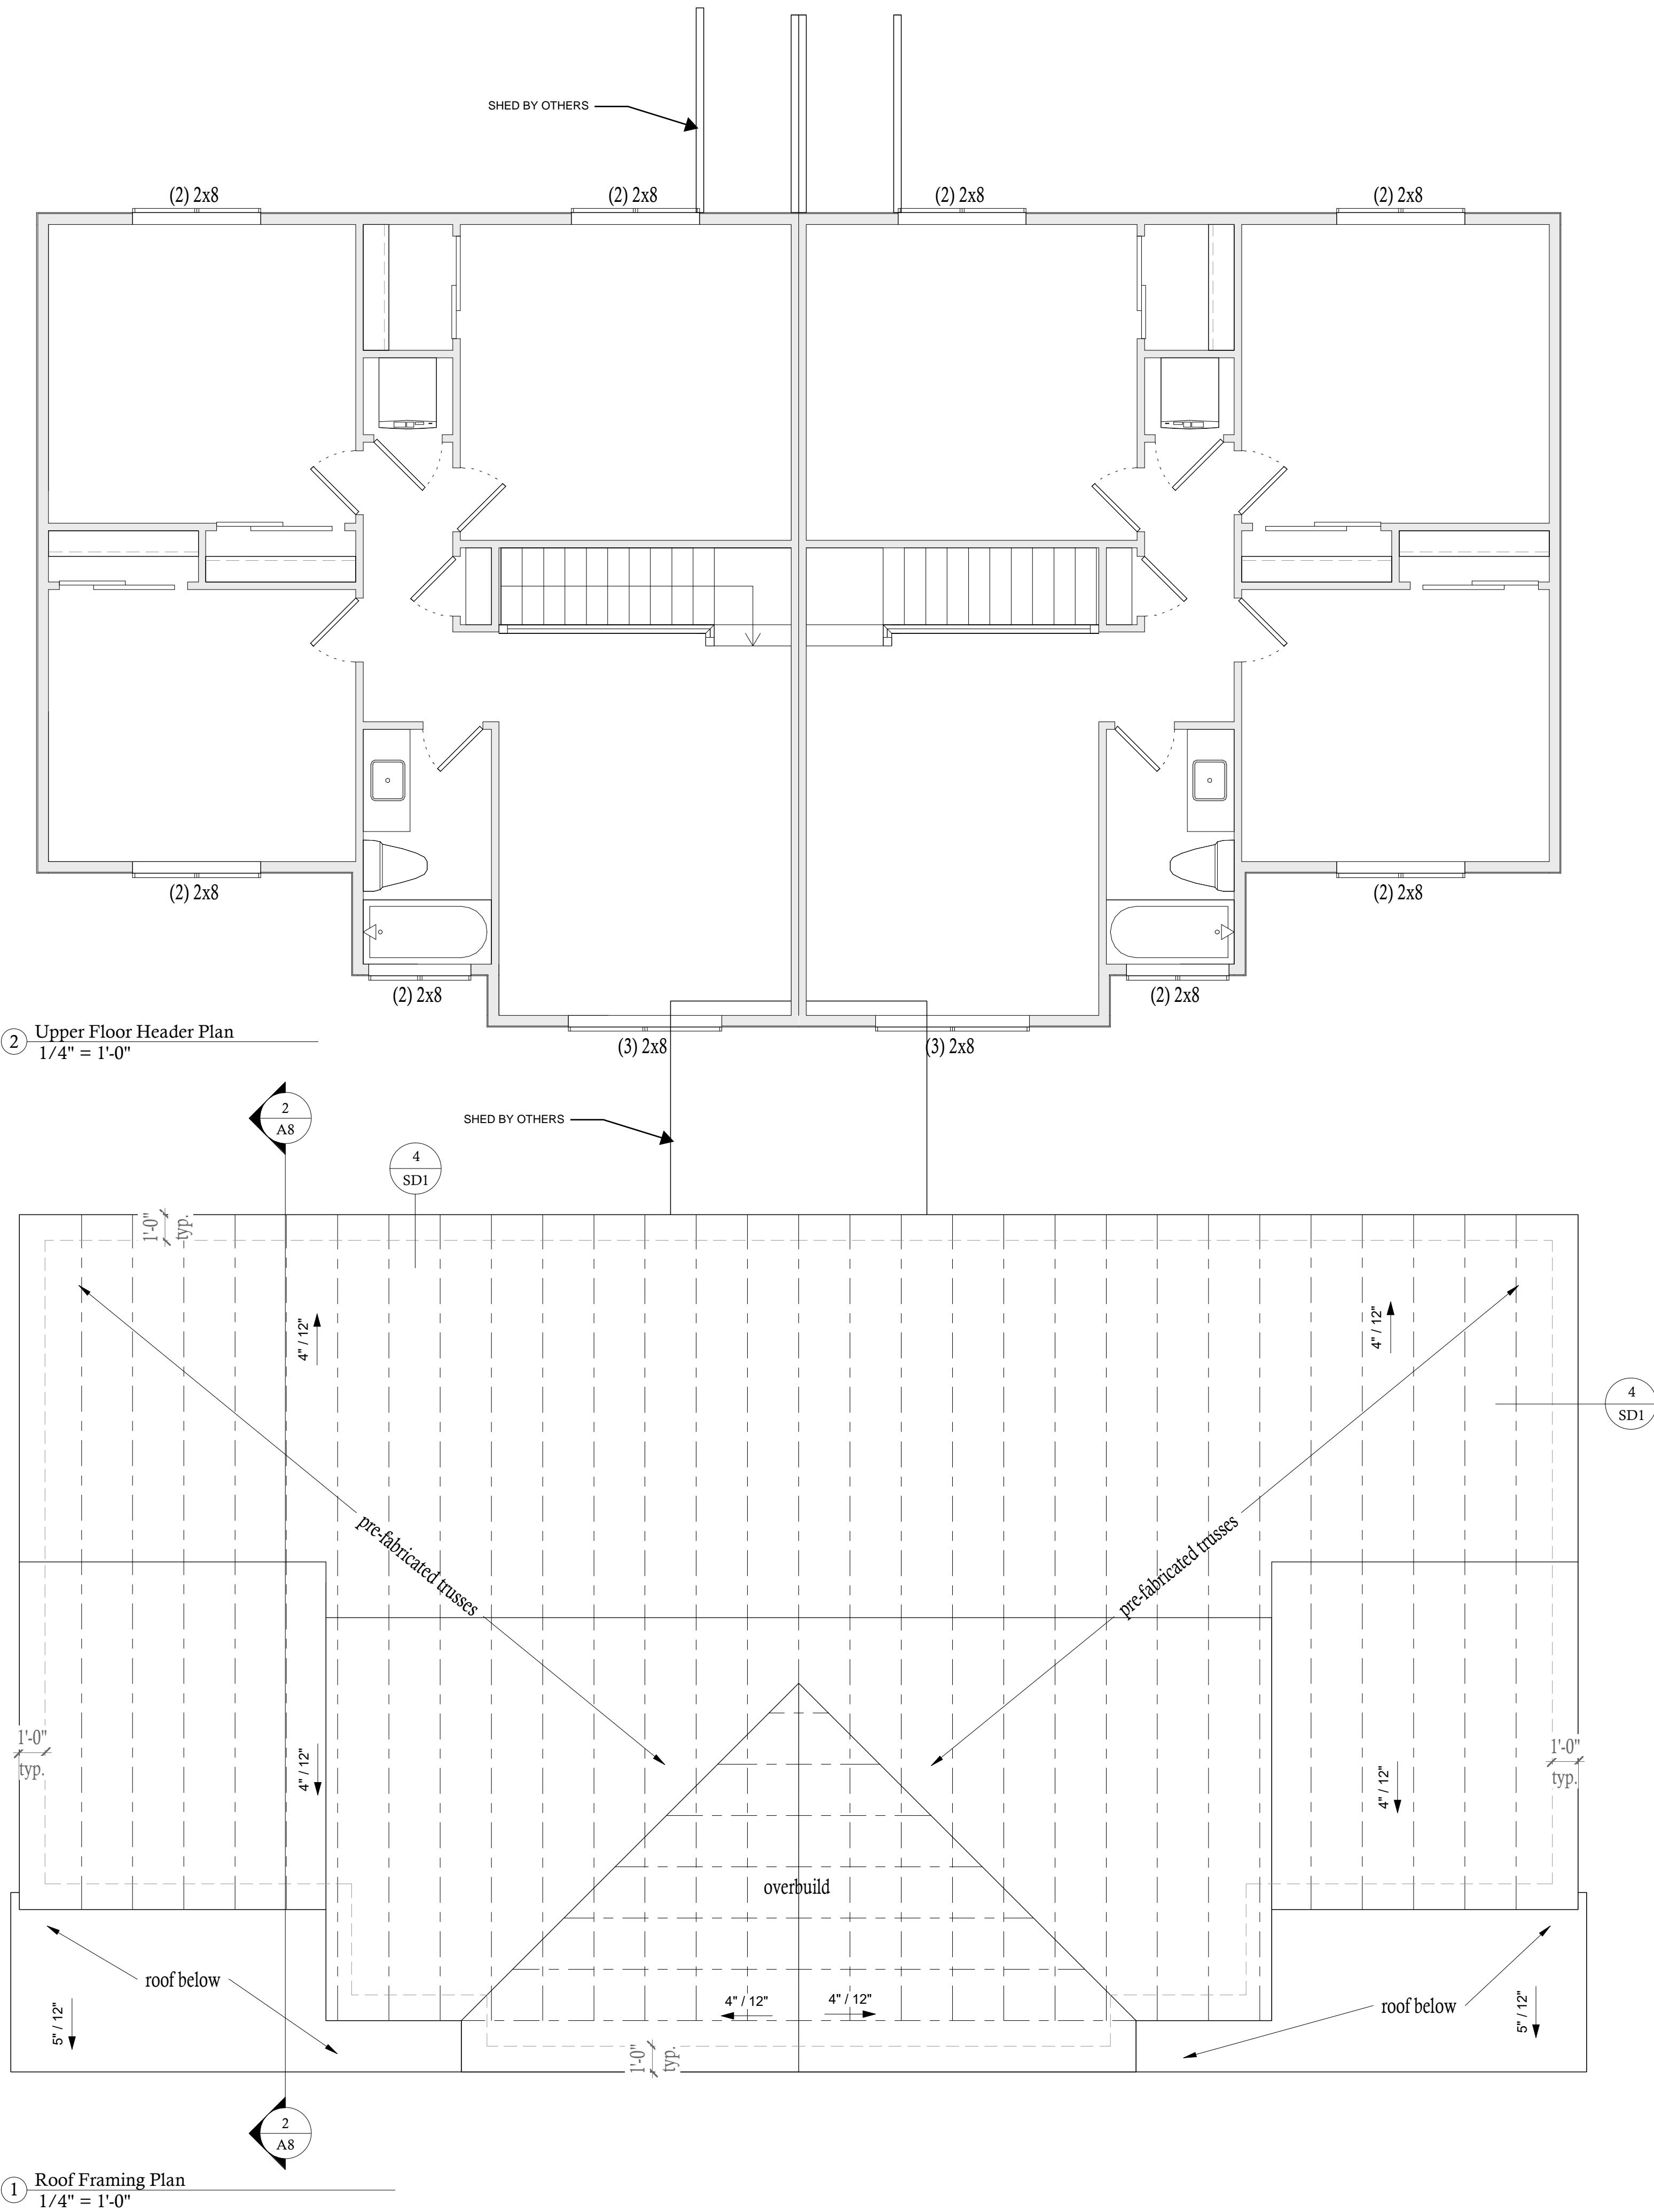 SHED BY OTHERS
(2) 2x8
(2) 2x8
(2) 2x8
(2) 2x8
(2) 2x8
(2) 2x8
(2) 2x8
(2) 2x8
(3) 2x8
(3) 2x8
2
Upper Floor Header Plan
1/4" = 1'-0"
2
A8
SHED BY OTHERS
4
SD1
1'-0"
typ.
4" / 12"
4" / 12"
4
SD1
pre-fabricated trusses
pre-fabricated trusses
1'-0"
typ.
4" / 12"
4" / 12"
1'-0"
typ.
overbuild
roof below
roof below
5" / 12"
4" / 12"
4" / 12"
5" / 12"
1'-0"
typ.
2
A8
1
Roof Framing Plan
1/4" = 1'-0"